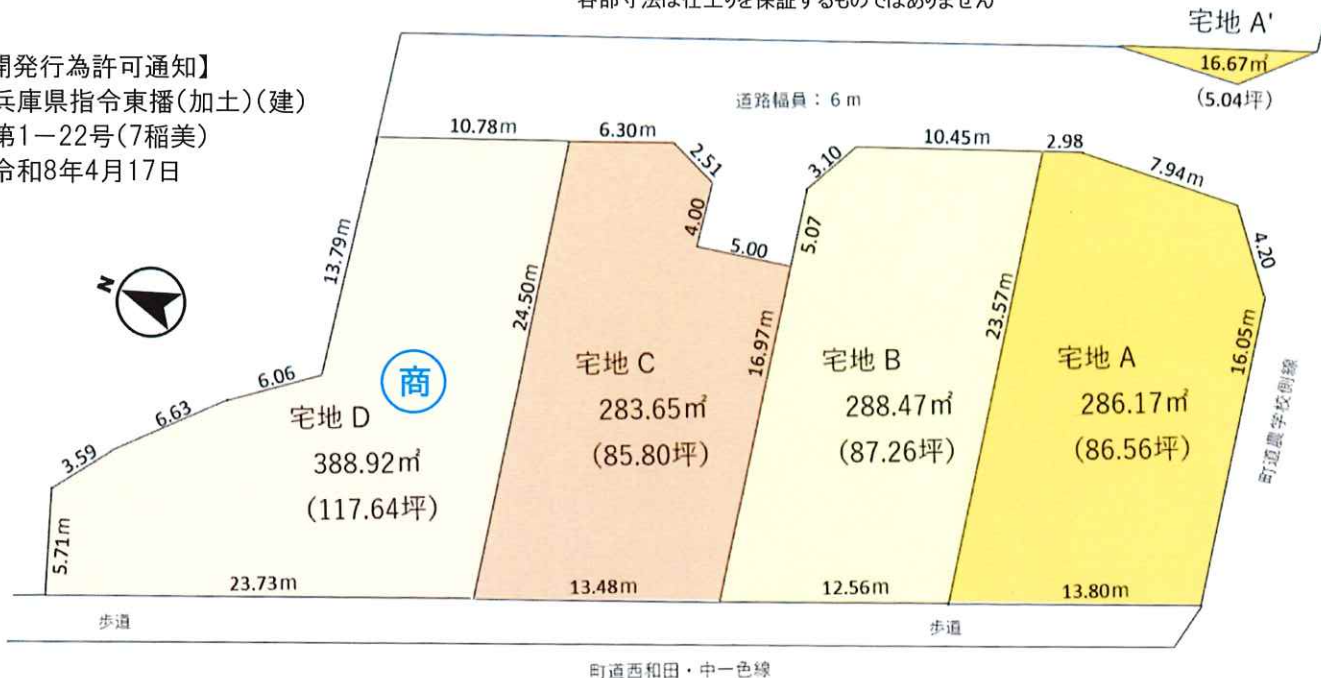 各部寸法は仕上りを保証するものではありません
宅地 A'
16.67㎡
(5.04坪)
開発行為許可通知】
兵庫県指令東播(加土)(建)
第1－22号(7稲美)
令和8年4月17日
道路幅員：6 m
10.78m
6.30m
2.51
4.00
5.00
3.10
5.07
10.45m
2.98
7.94m
4.20
16.05m
13.79m
24.50m
16.97m
23.57m
N
6.06
6.63
3.59
5.71m
商
宅地 D
388.92㎡
(117.64坪)
宅地 C
283.65㎡
(85.80坪)
宅地 B
288.47㎡
(87.26坪)
宅地 A
286.17㎡
(86.56坪)
町道農学校側線
23.73m
13.48m
12.56m
13.80m
歩道
歩道
町道西和田・中一色線